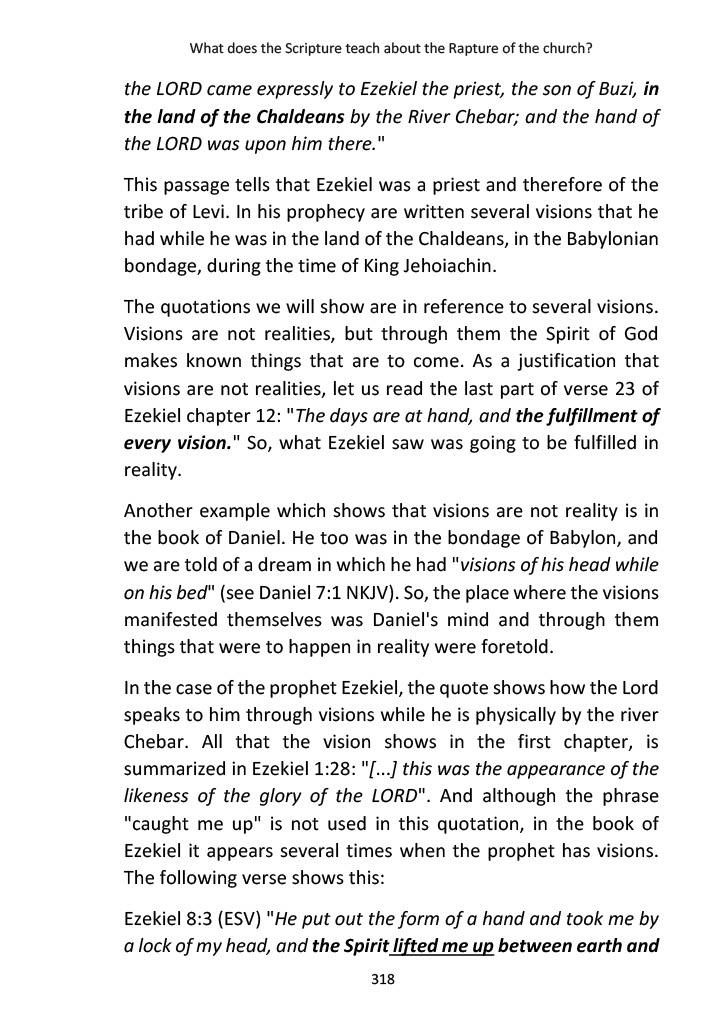 What does the Scripture teach about the Rapture of the church?
the LORD came expressly to Ezekiel the priest, the son of Buzi, in
the land of the Chaldeans by the River Chebar; and the hand of
the LORD was upon him there."
This passage tells that Ezekiel was a priest and therefore of the
tribe of Levi. In his prophecy are written several visions that he
had while he was in the land of the Chaldeans, in the Babylonian
bondage, during the time of King Jehoiachin.
The quotations we will show are in reference to several visions.
Visions are not realities, but through them the Spirit of God
makes known things that are to come. As a justification that
visions are not realities, let us read the last part of verse 23 of
Ezekiel chapter 12: "The days are at hand, and the fulfillment of
every vision." So, what Ezekiel saw was going to be fulfilled in
reality.
Another example which shows that visions are not reality is in
the book of Daniel. He too was in the bondage of Babylon, and
we are told of a dream in which he had "visions of his head while
on his bed" (see Daniel 7:1 NKJV). So, the place where the visions
manifested themselves was Daniel's mind and through them
things that were to happen in reality were foretold.
In the case of the prophet Ezekiel, the quote shows how the Lord
speaks to him through visions while he is physically by the river
Chebar. All that the vision shows in the first chapter, is
summarized in Ezekiel 1:28: "[...] this was the appearance of the
likeness of the glory of the LORD". And although the phrase
"caught me up" is not used in this quotation, in the book of
Ezekiel it appears several times when the prophet has visions.
The following verse shows this:
Ezekiel 8:3 (ESV) "He put out the form of a hand and took me by
a lock of my head, and the Spirit lifted me up between earth and
318